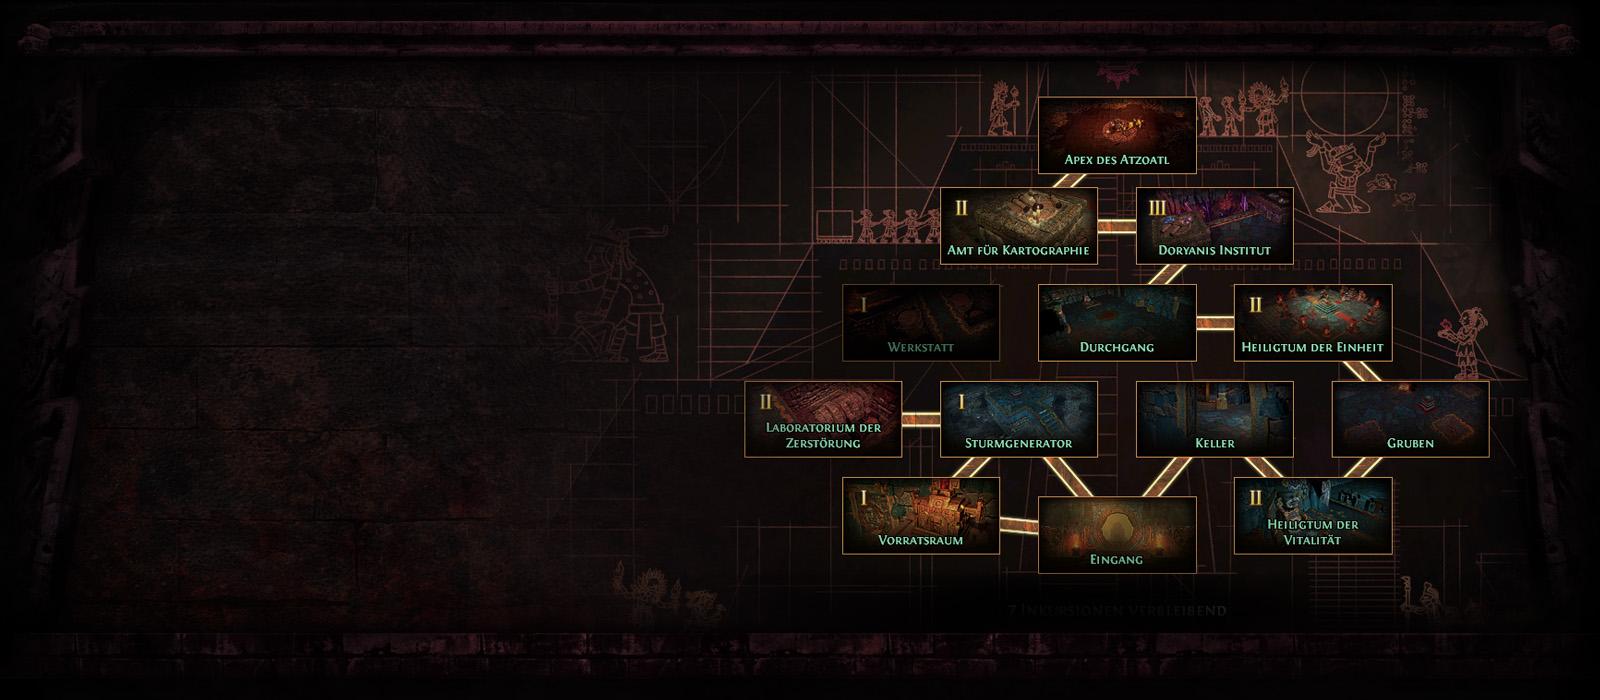 Apex des Atzoatl
II
Amt für Kartographie
III
Doryanis Institut
I
Werkstatt
Durchgang
II
Heiligtum der Einheit
II
Laboratorium der
Zerstörung
I
Sturmgenerator
Keller
Gruben
I
Vorratsraum
Eingang
II
Heiligtum der
Vitalität
7 Inkursionen verbleibend